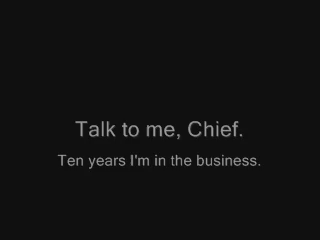 Talk to me, Chief.
Ten years I'm in the business.